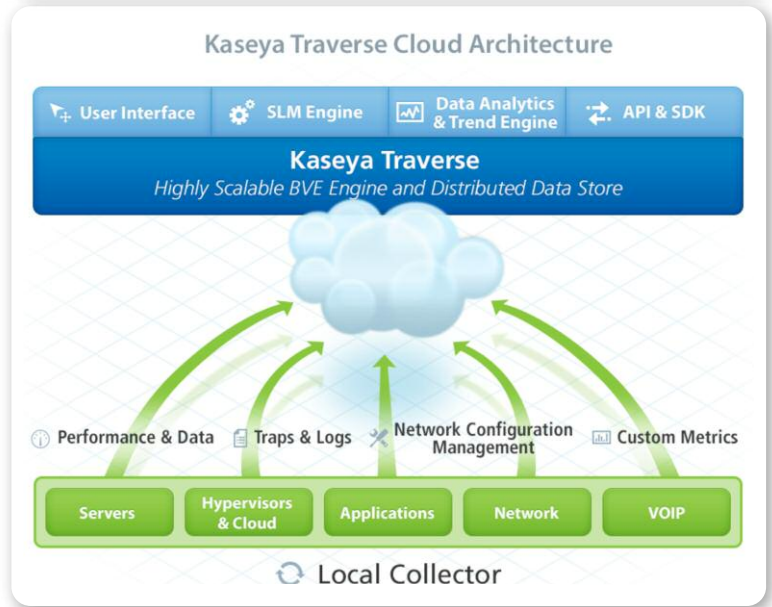 Kaseya Traverse Cloud Architecture
User Interface
SLM Engine
Data Analytics
& Trend Engine
API & SDK
Kaseya Traverse
Highly Scalable BVE Engine and Distributed Data Store
Performance & Data
Traps & Logs
Network Configuration
Management
Custom Metrics
Servers
Hypervisors
& Cloud
Applications
Network
VOIP
Local Collector